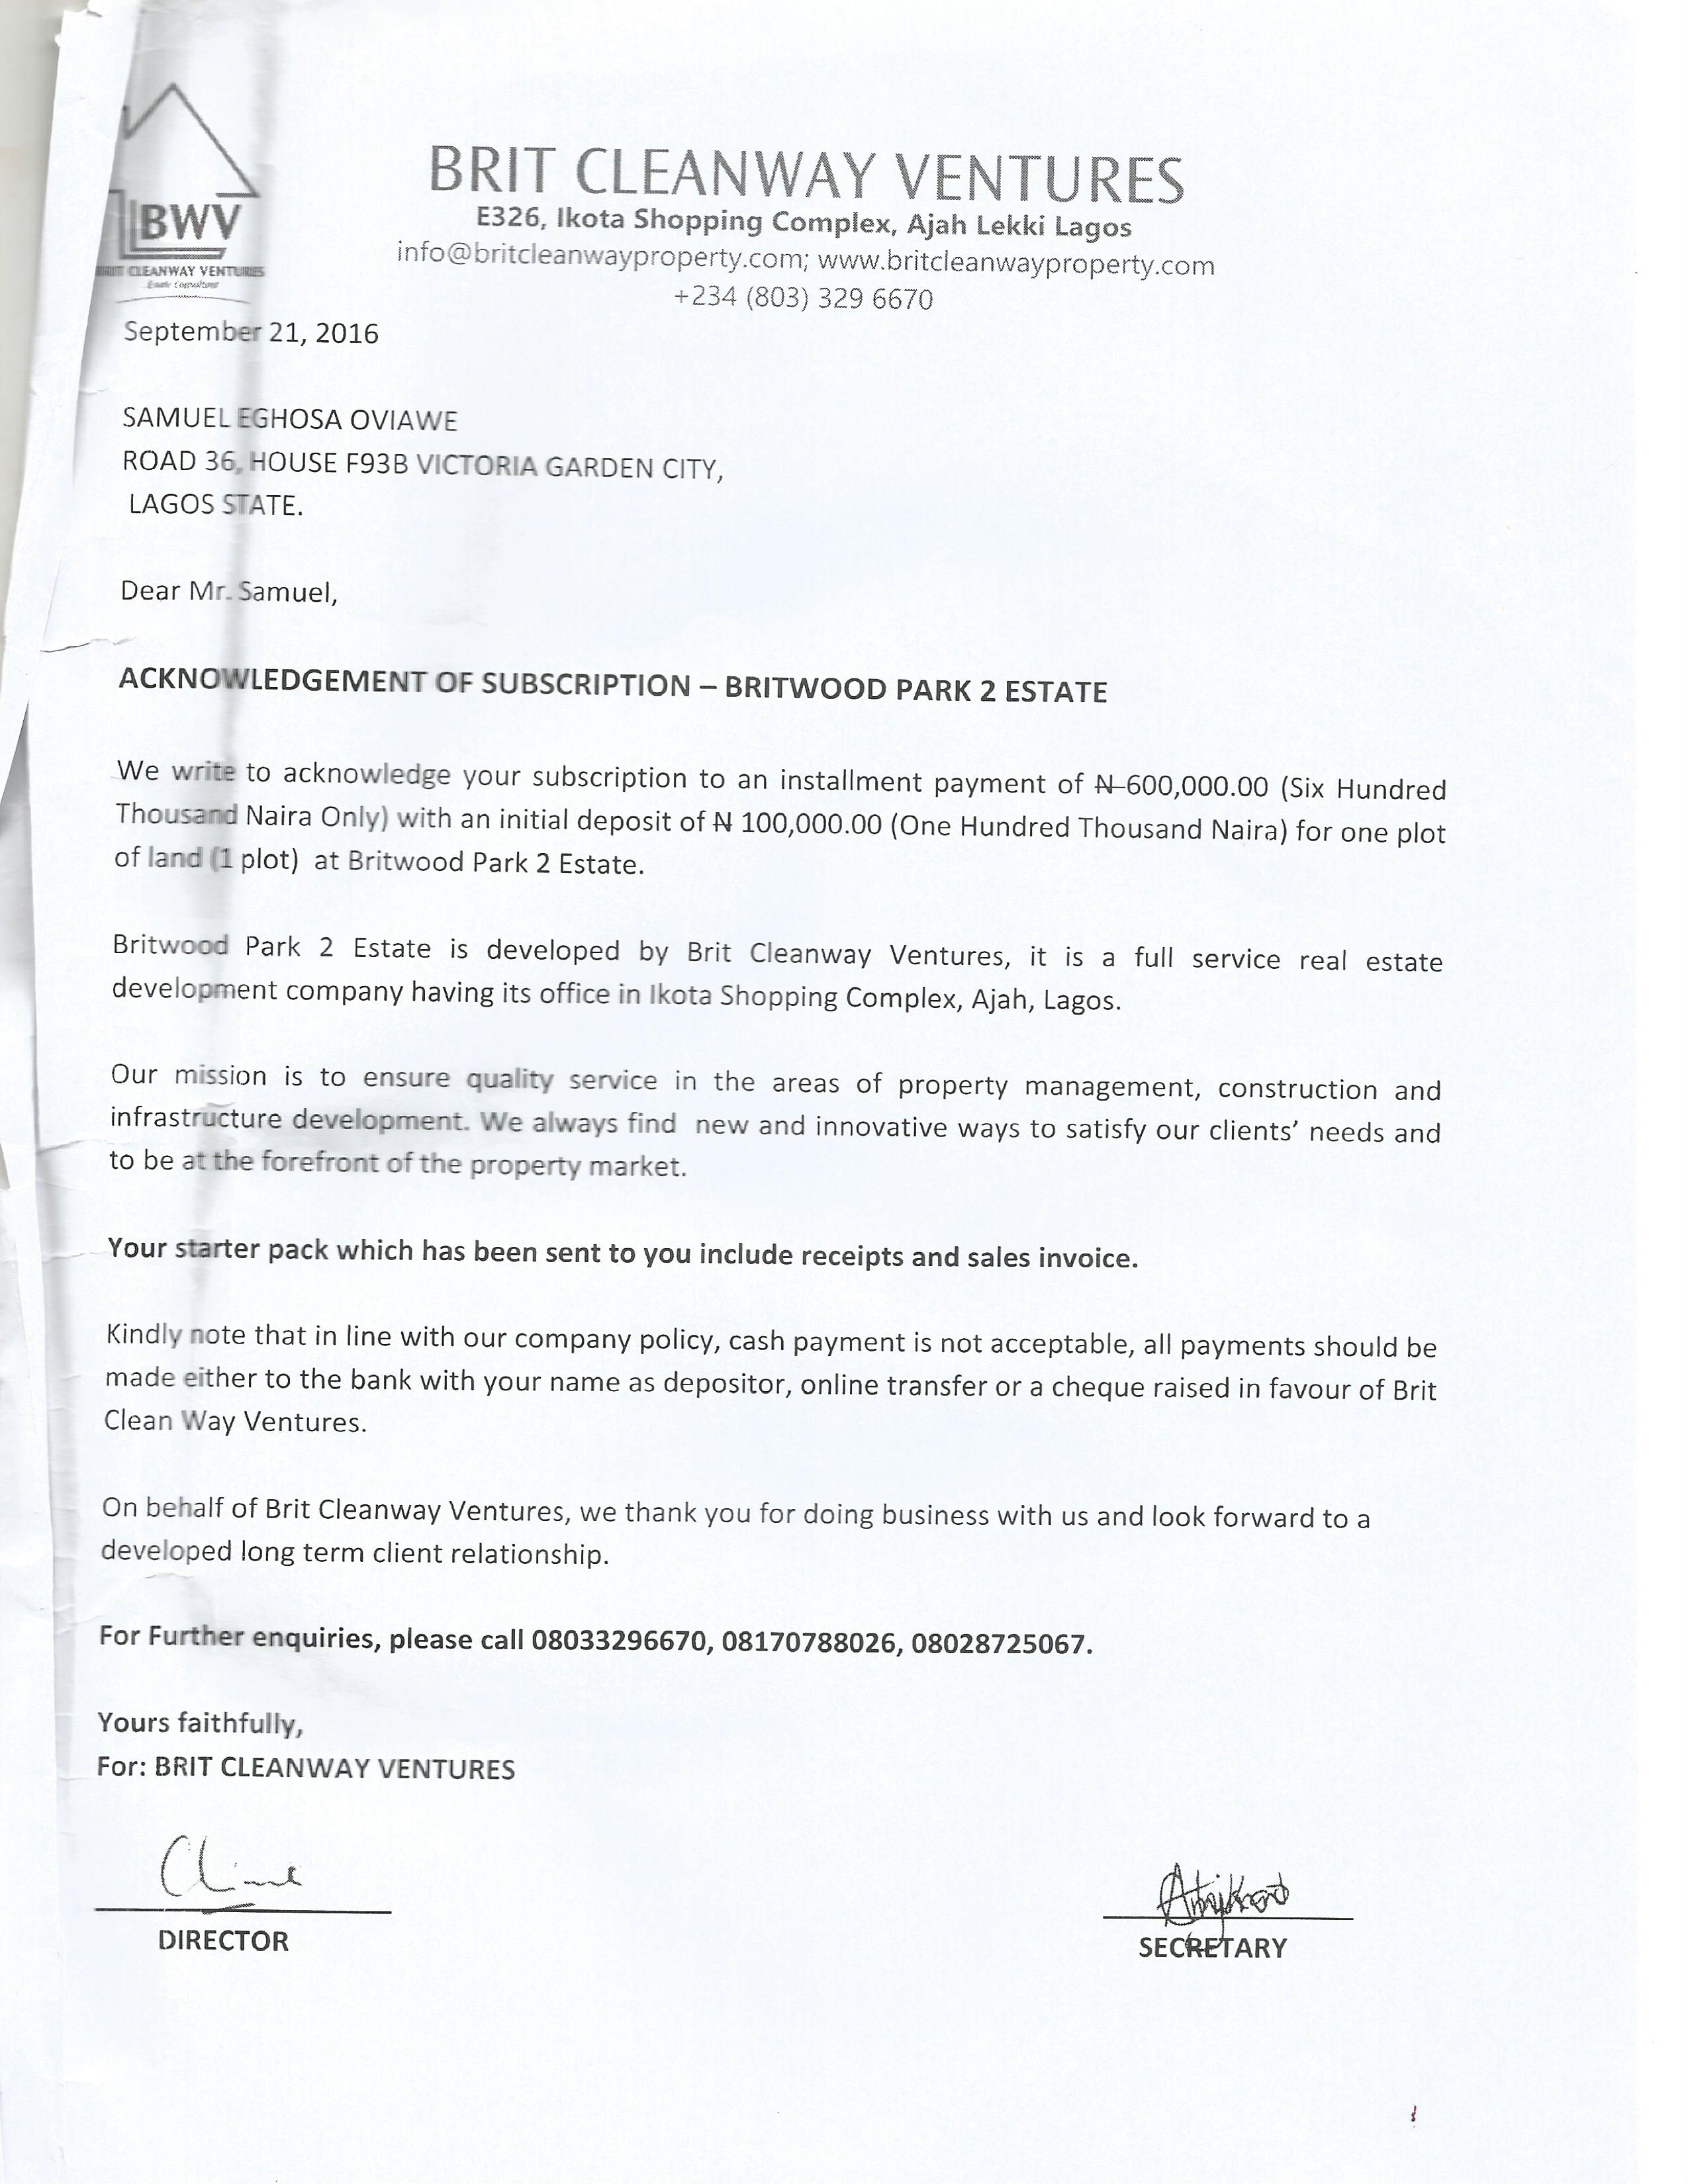 BWV
BRIT CLEANWAY VENTURES
Estate Consultant
BRIT CLEANWAY VENTURES
E326, Ikota Shopping Complex, Ajah Lekki Lagos
info@britcleanwayproperty.com; www.britcleanwayproperty.com
+234 (803) 329 6670
September 21, 2016
SAMUEL EGHOSA OVIAWE
ROAD 36, HOUSE F93B VICTORIA GARDEN CITY,
LAGOS STATE.
Dear Mr. Samuel,
ACKNOWLEDGEMENT OF SUBSCRIPTION – BRITWOOD PARK 2 ESTATE
We write to acknowledge your subscription to an installment payment of N 600,000.00 (Six Hundred
Thousand Naira Only) with an initial deposit of N 100,000.00 (One Hundred Thousand Naira) for one plot
of land (1 plot) at Britwood Park 2 Estate.
Britwood Park 2 Estate is developed by Brit Cleanway Ventures, it is a full service real estate
development company having its office in Ikota Shopping Complex, Ajah, Lagos.
Our mission is to ensure quality service in the areas of property management, construction and
infrastructure development. We always find new and innovative ways to satisfy our clients’ needs and
to be at the forefront of the property market.
Your starter pack which has been sent to you include receipts and sales invoice.
Kindly note that in line with our company policy, cash payment is not acceptable, all payments should be
made either to the bank with your name as depositor, online transfer or a cheque raised in favour of Brit
Clean Way Ventures.
On behalf of Brit Cleanway Ventures, we thank you for doing business with us and look forward to a
developed long term client relationship.
For Further enquiries, please call 08033296670, 08170788026, 08028725067.
Yours faithfully,
For: BRIT CLEANWAY VENTURES
DIRECTOR
SECRETARY